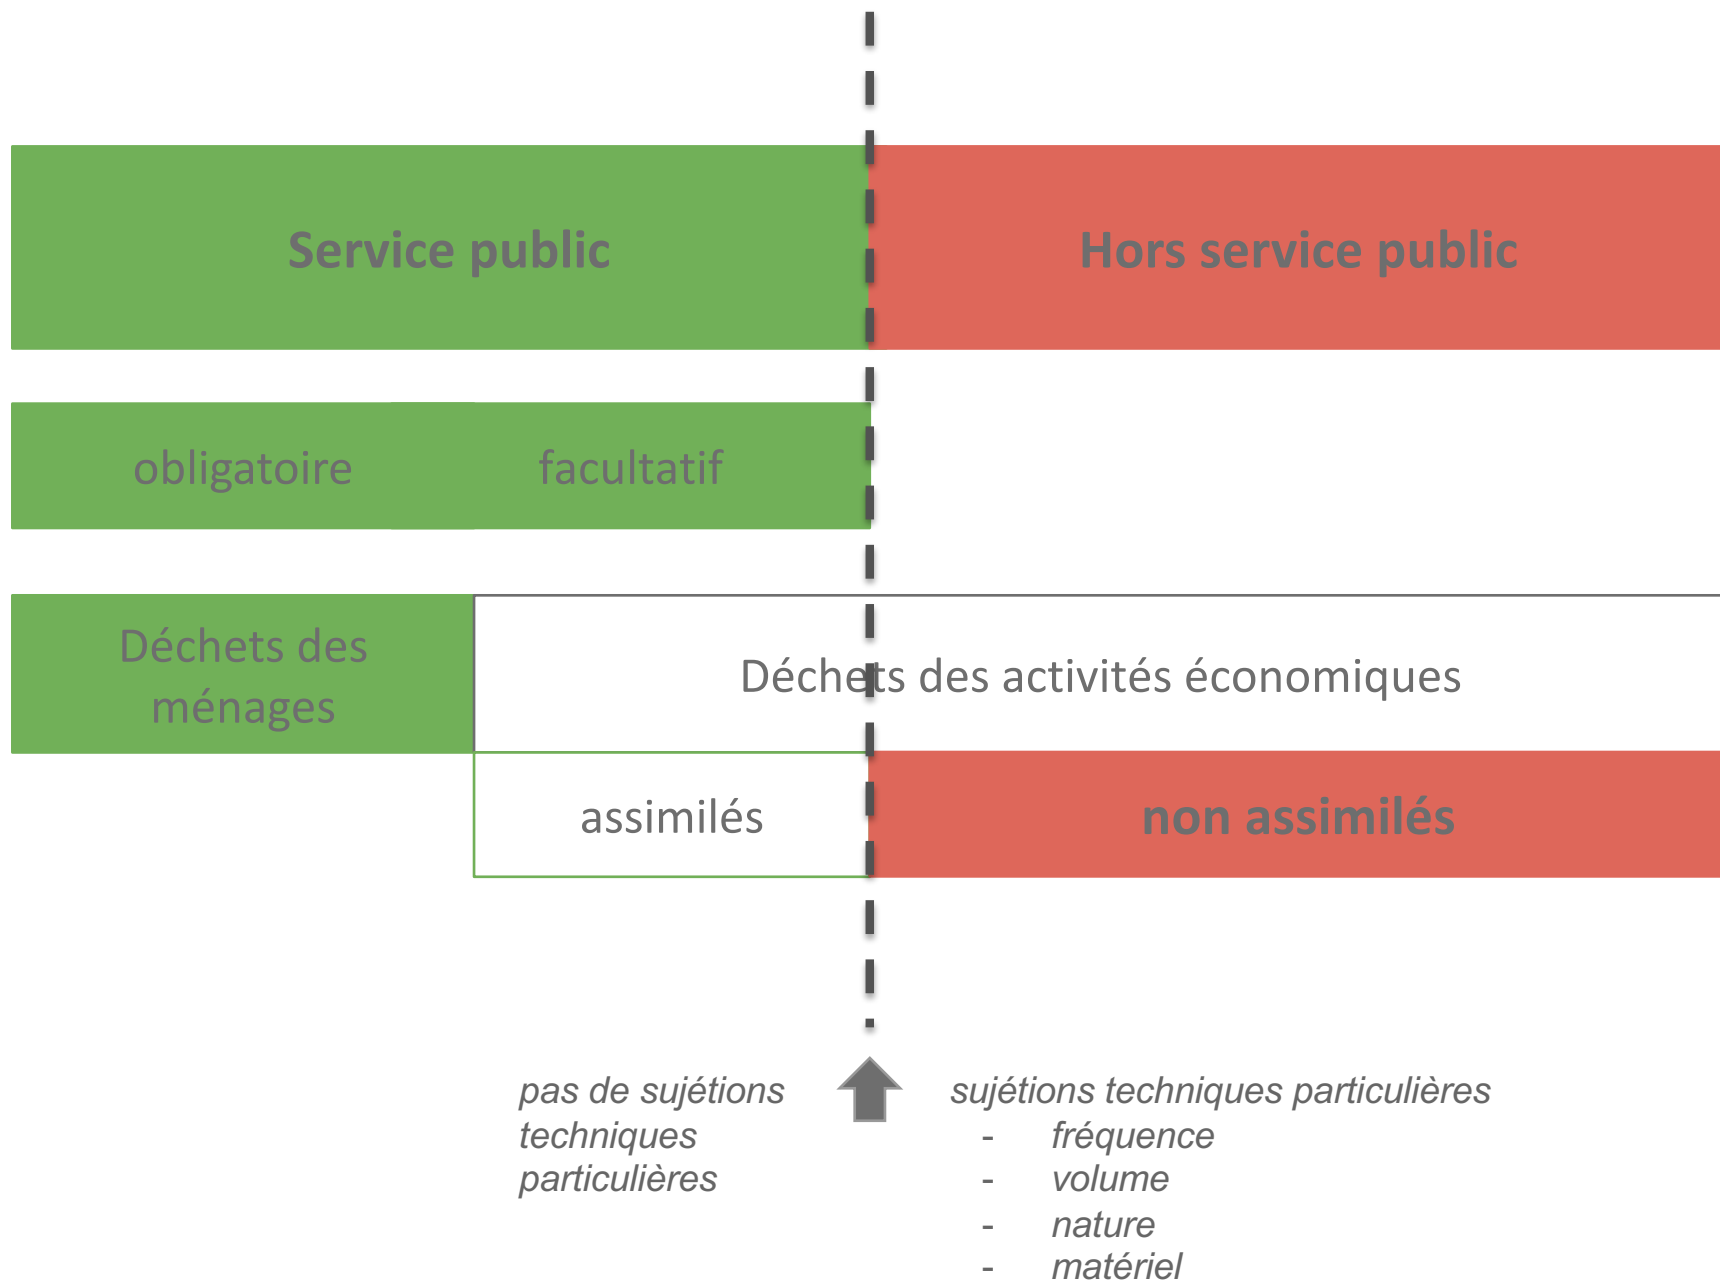 Service public
Hors service public
obligatoire
facultatif
Déchets des
ménages
Déchets des activités économiques
assimilés
non assimilés
pas de sujétions
techniques
particulières
sujétions techniques particulières
- fréquence
- volume
- nature
- matériel